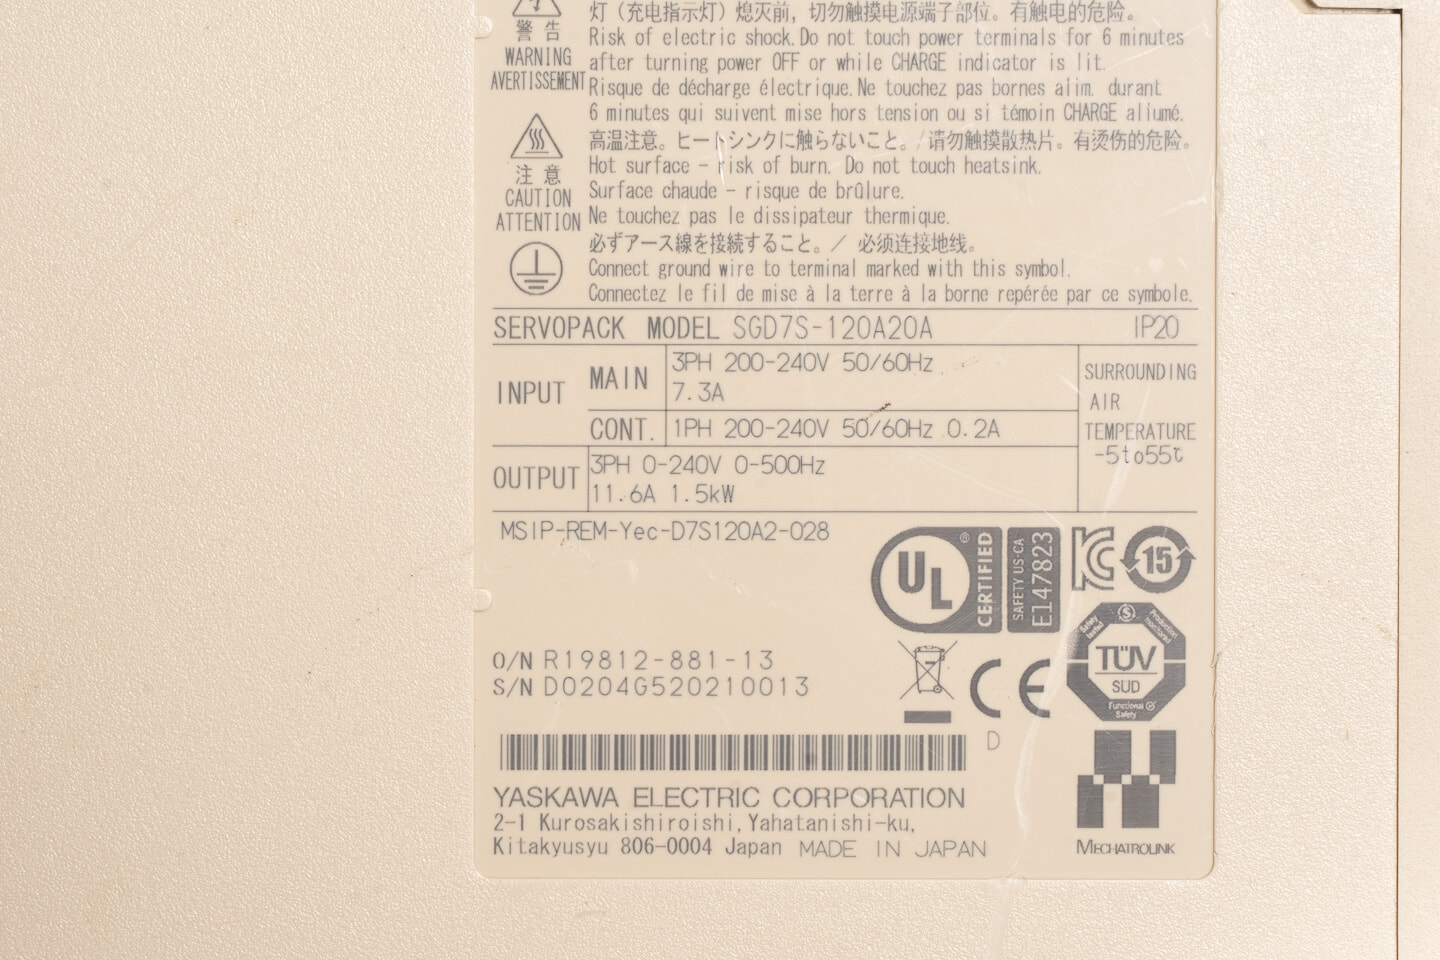 灯（充电指示灯）熄灭前，切勿触摸电源端子部位。有触电的危险。
警 告
WARNING
AVERTISSEMENT
Risk of electric shock. Do not touch power terminals for 6 minutes
after turning power OFF or while CHARGE indicator is lit.
Risque de décharge électrique. Ne touchez pas bornes alim. durant
6 minutes qui suivent mise hors tension ou si témoin CHARGE allumé.
注 意
CAUTION
ATTENTION
高温注意。ヒートシンクに触らないこと。/请勿触摸散热片。有烫伤的危险。
Hot surface - risk of burn. Do not touch heatsink.
Surface chaude - risque de brûlure.
Ne touchez pas le dissipateur thermique.
必ずアース線を接続すること。/ 必须连接地线。
Connect ground wire to terminal marked with this symbol.
Connectez le fil de mise à la terre à la borne repérée par ce symbole.
SERVOPACK MODEL SGD7S-120A20A IP20
INPUT
MAIN
3PH 200-240V 50/60Hz
7.3A
CONT.
1PH 200-240V 50/60Hz 0.2A
SURROUNDING
AIR
TEMPERATURE
-5to55℃
OUTPUT
3PH 0-240V 0-500Hz
11.6A 1.5kW
MSIP-REM-Yec-D7S120A2-028
UL ® CERTIFIED
SAFETY US-CA
E147823
15
Safety tested
Production monitored
TÜV
SÜD
Functional
Safety
O/N R19812-881-13
S/N D0204G520210013
CE
D
YASKAWA ELECTRIC CORPORATION
2-1 Kurosakishiroishi, Yahatanishi-ku,
Kitakyusyu 806-0004 Japan MADE IN JAPAN
MECHATROLINK